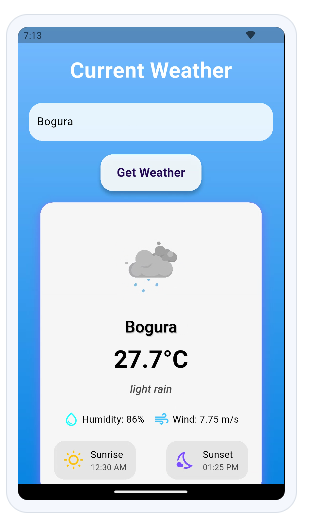 7:13
Current Weather
Bogura
Get Weather
Bogura
27.7°C
light rain
Humidity: 86% Wind: 7.75 m/s
Sunrise
12:30 AM
Sunset
01:25 PM